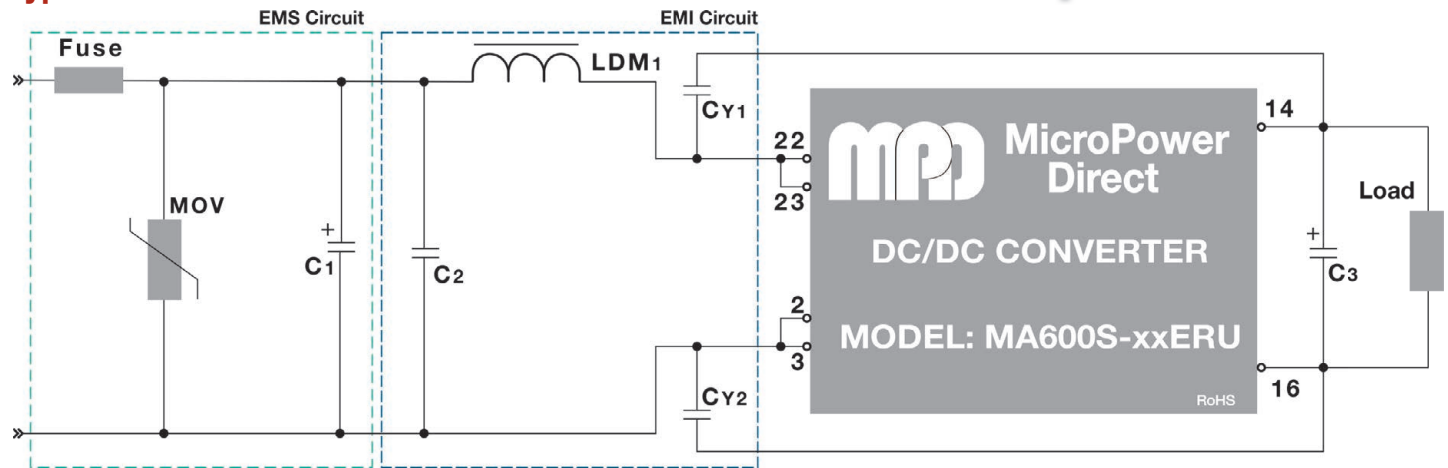 EMS Circuit
EMI Circuit
Fuse
LDM1
CY1
14
22
MPD
MicroPower
Direct
23
MOV
Load
DC/DC CONVERTER
+
C1
C2
+
C3
2
MODEL: MA600S-xxERU
3
16
CY2
RoHS